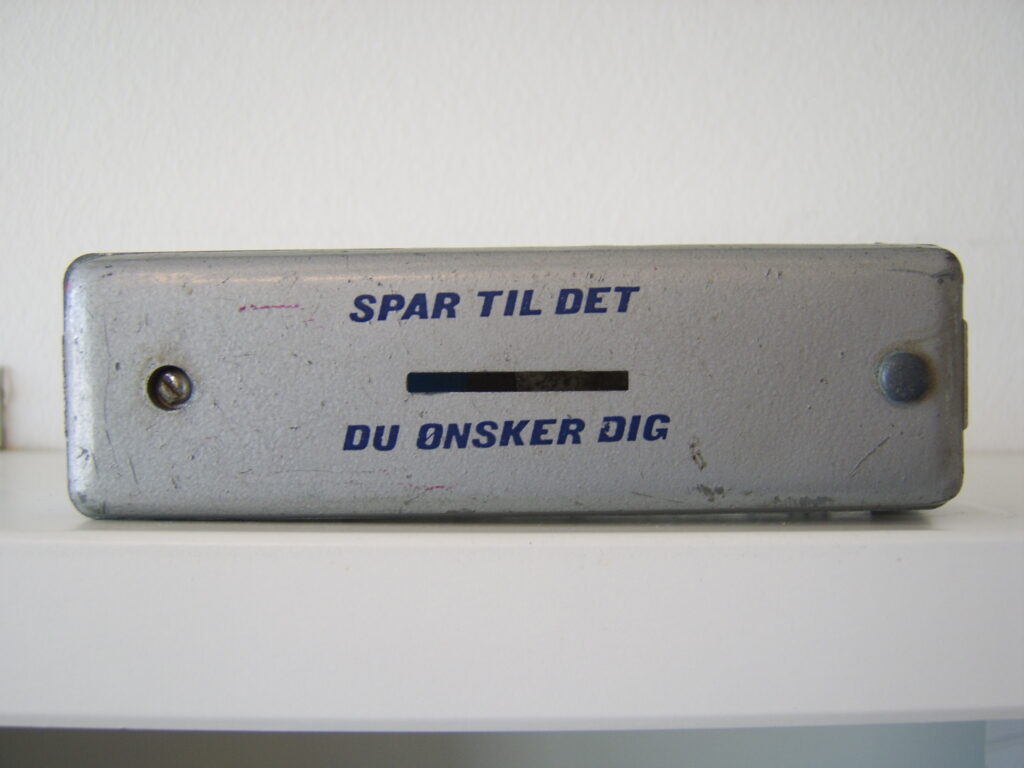 SPAR TIL DET
DU ØNSKER DIG